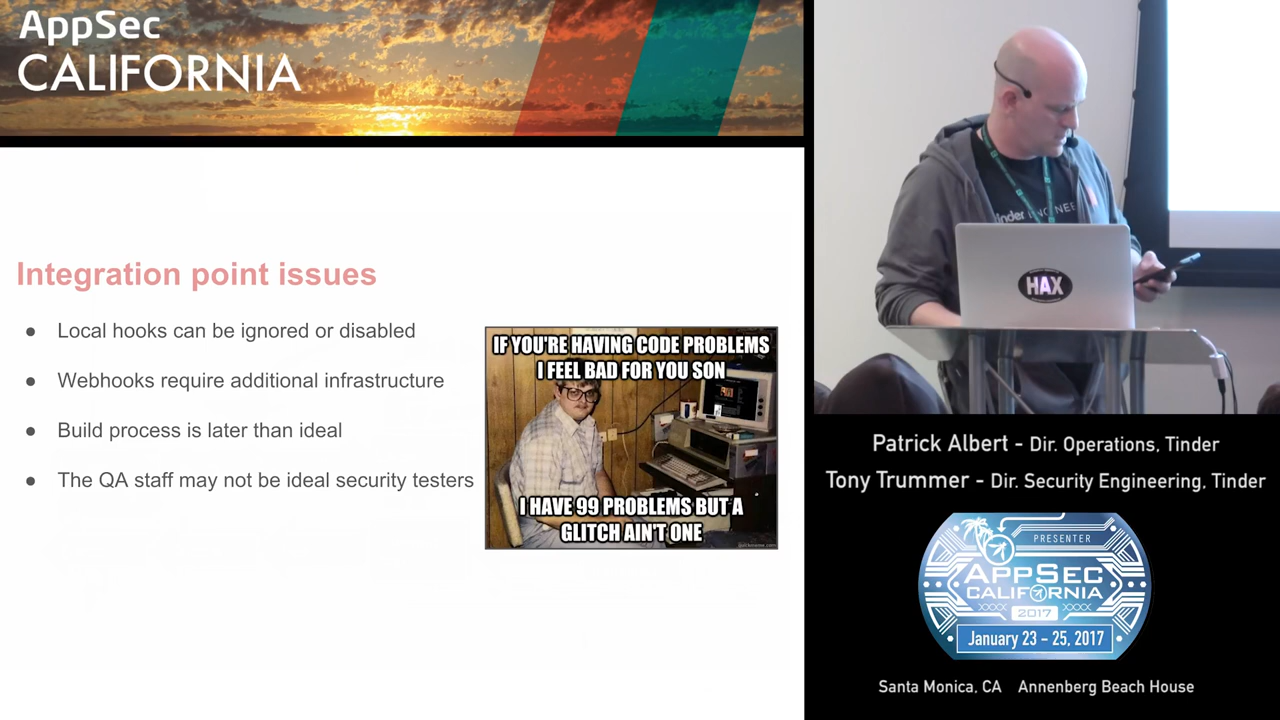 AppSec
CALIFORNIA
Integration point issues
● Local hooks can be ignored or disabled
● Webhooks require additional infrastructure
● Build process is later than ideal
● The QA staff may not be ideal security testers
IF YOU'RE HAVING CODE PROBLEMS
I FEEL BAD FOR YOU SON
I HAVE 99 PROBLEMS BUT A
GLITCH AIN'T ONE
HAX
Patrick Albert - Dir. Operations, Tinder
Tony Trummer - Dir. Security Engineering, Tinder
PRESENTER
APPSEC
CALIFORNIA
2017
January 23 - 25, 2017
Santa Monica, CA Annenberg Beach House